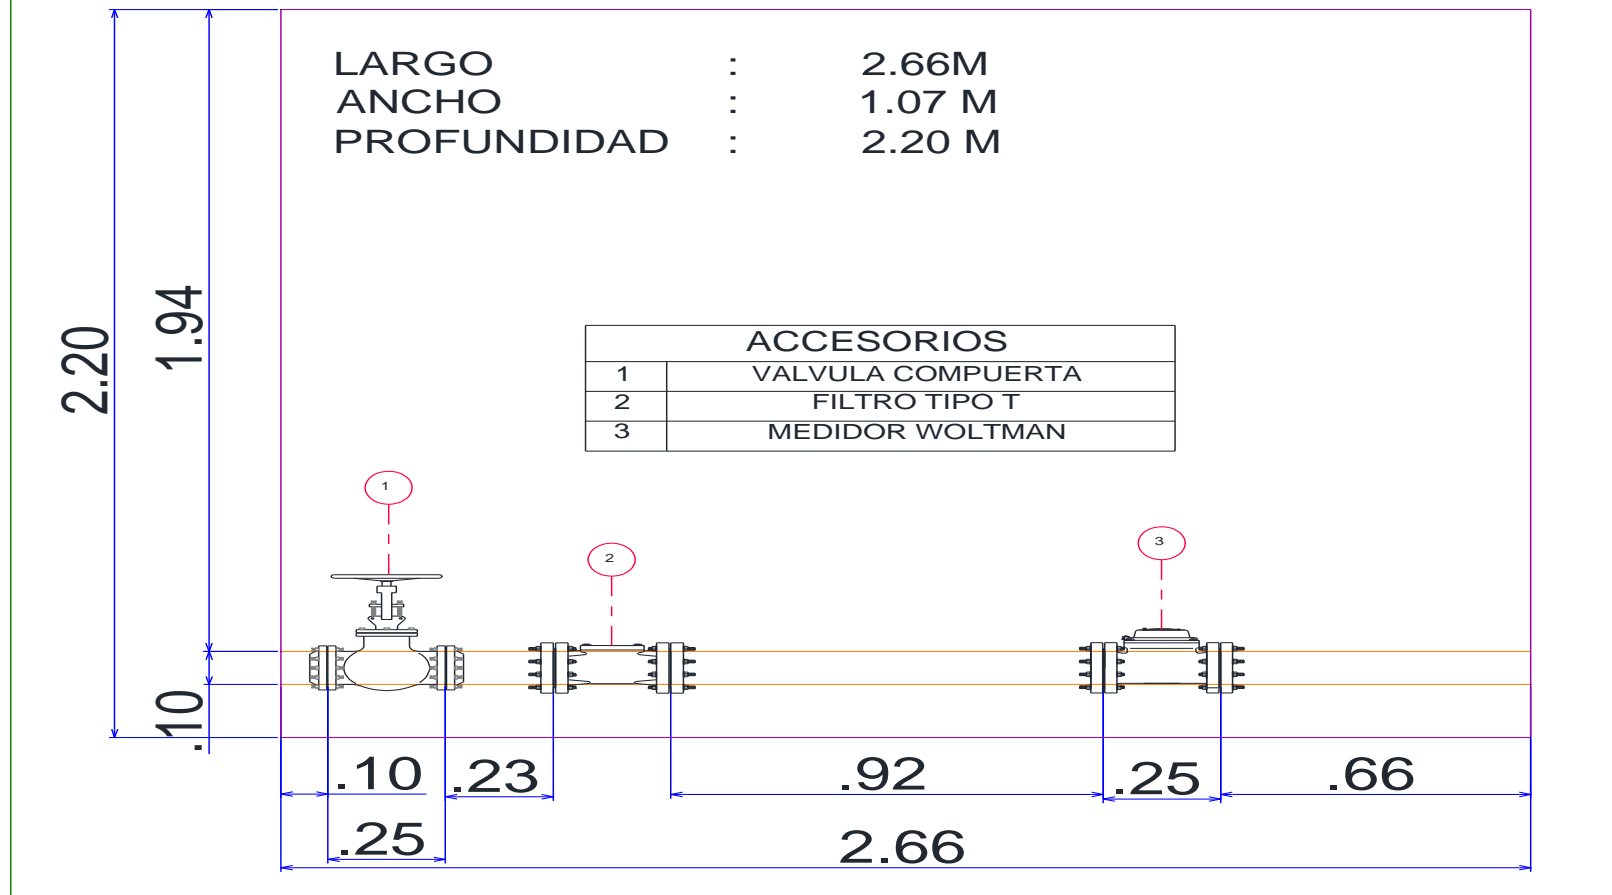 LARGO : 2.66M
ANCHO : 1.07 M
PROFUNDIDAD : 2.20 M
2.20
1.94
ACCESORIOS
1 VALVULA COMPUERTA
2 FILTRO TIPO T
3 MEDIDOR WOLTMAN
1
2
3
.10
.10
.23
.92
.25
.66
.25
2.66